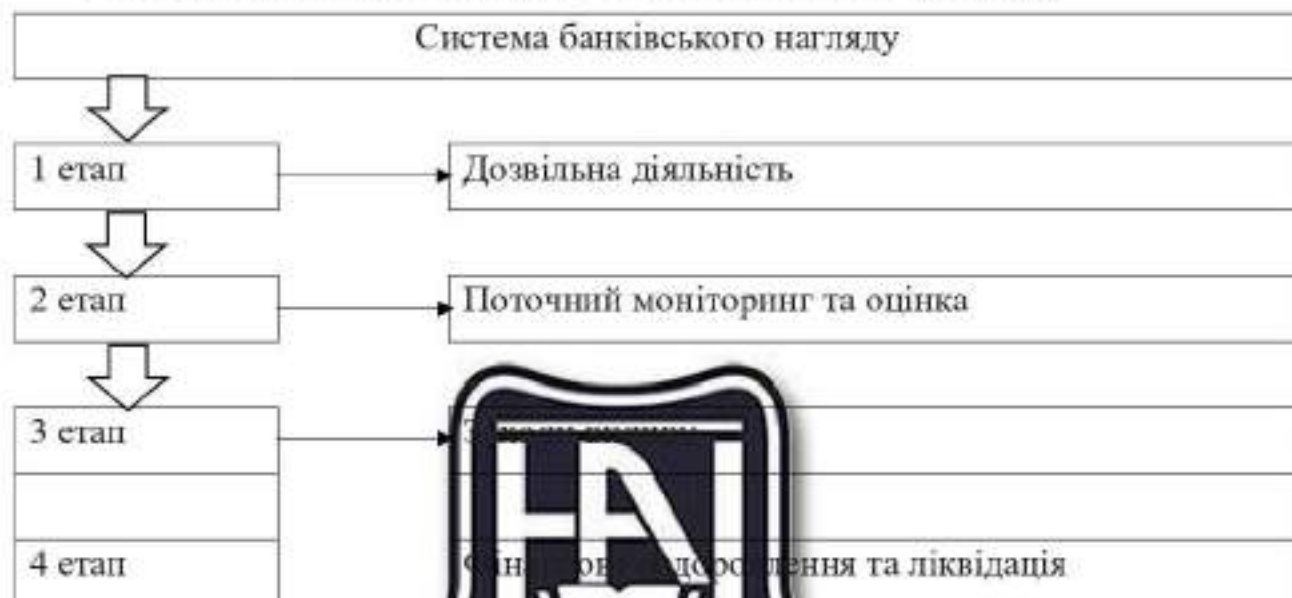 Система банківського нагляду
1 етап
Дозвільна діяльність
2 етап
Поточний моніторинг та оцінка
3 етап
4 етап
та ліквідація